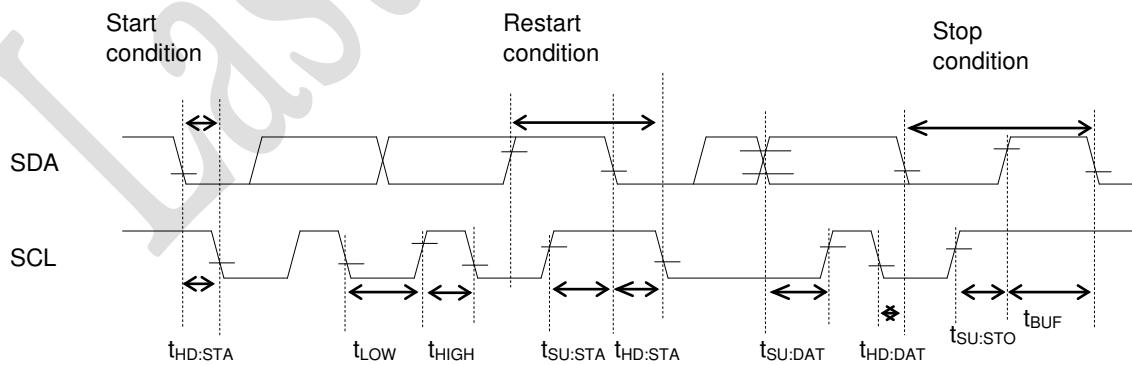 Start
condition
Restart
condition
Stop
condition
SDA
SCL
tHD:STA
tLOW
tHIGH
tSU:STA
tHD:STA
tSU:DAT
tHD:DAT
tSU:STO
tBUF